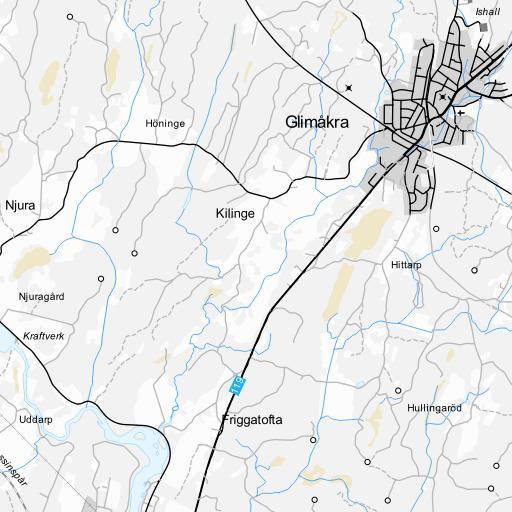 Ishall
Glimåkra
Höninge
Njura
Kilinge
Hittarp
Njuragård
Kraftverk
119
Hullingaröd
Uddarp
Friggatofta